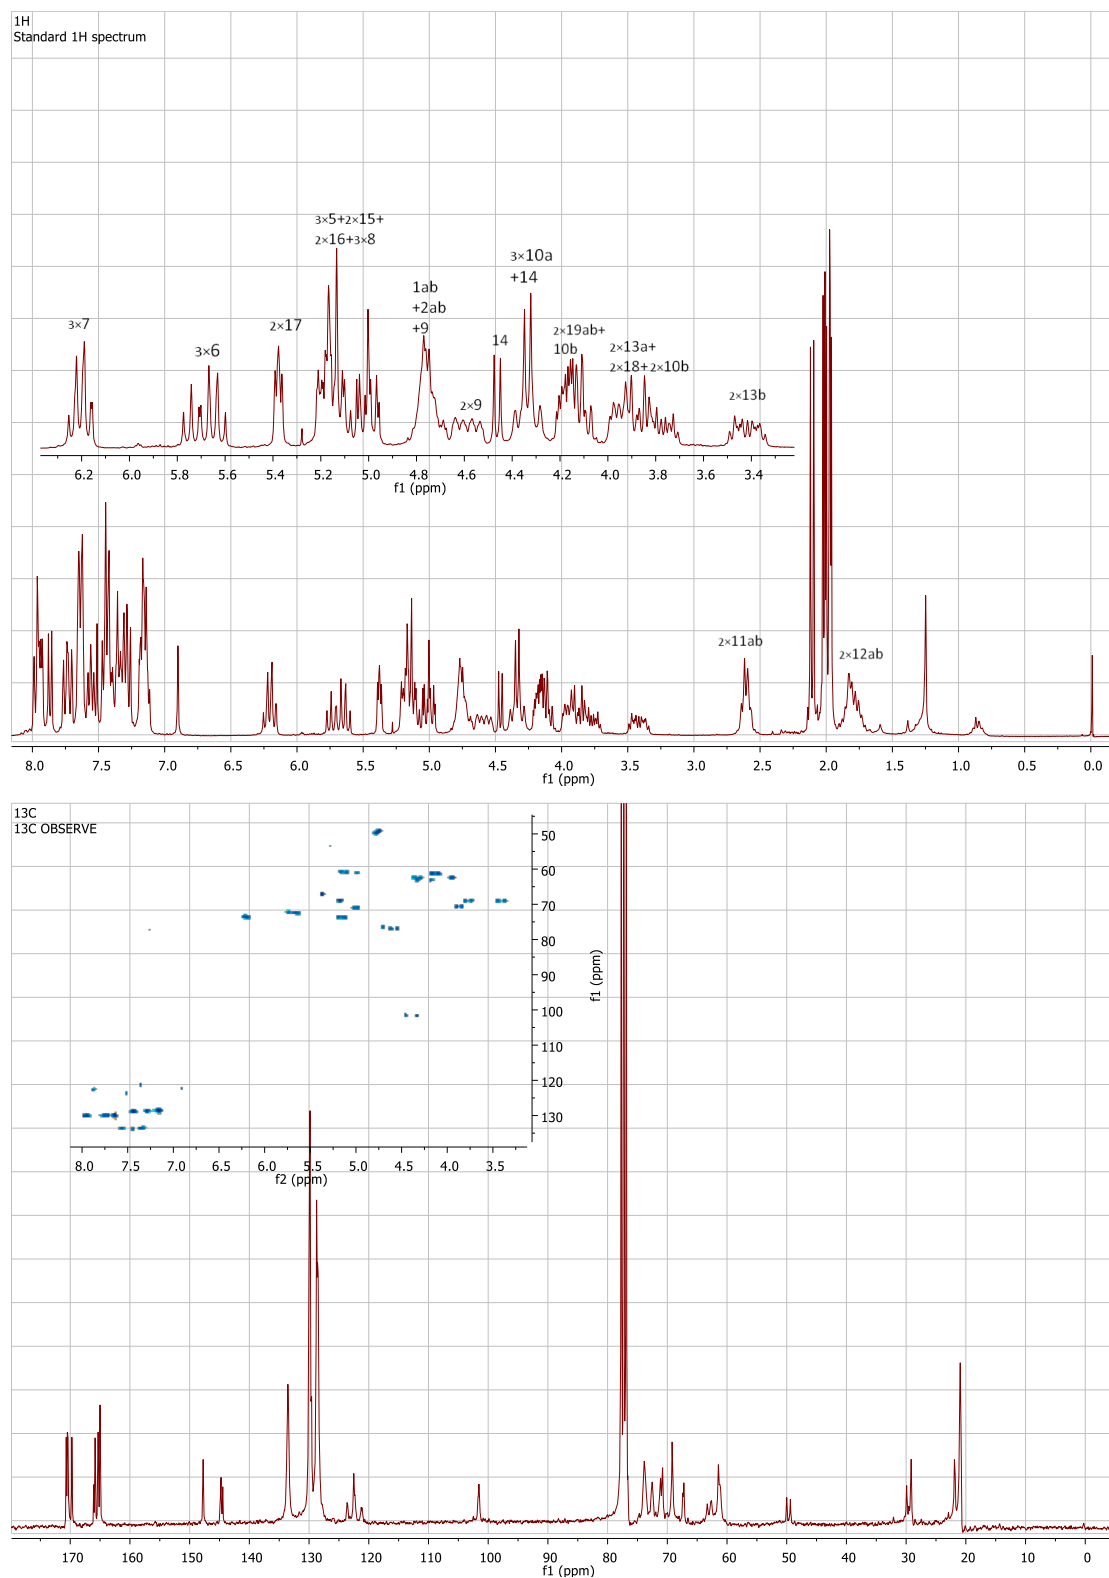 1H
Standard 1H spectrum
3×5+2×15+
2×16+3×8
3×10a
+14
1ab
+2ab
+9
3×7
2×17
14
2×19ab+
10b
2×13a+
2×18+2×10b
3×6
2×9
2×13b
6.2 6.0 5.8 5.6 5.4 5.2 5.0 4.8 4.6 4.4 4.2 4.0 3.8 3.6 3.4
f1 (ppm)
2×11ab
2×12ab
8.0 7.5 7.0 6.5 6.0 5.5 5.0 4.5 4.0 3.5 3.0 2.5 2.0 1.5 1.0 0.5 0.0
f1 (ppm)
13C
13C OBSERVE
50
60
70
80
90
100
110
120
130
f1 (ppm)
8.0 7.5 7.0 6.5 6.0 5.5 5.0 4.5 4.0 3.5
f2 (ppm)
170 160 150 140 130 120 110 100 90 80 70 60 50 40 30 20 10 0
f1 (ppm)